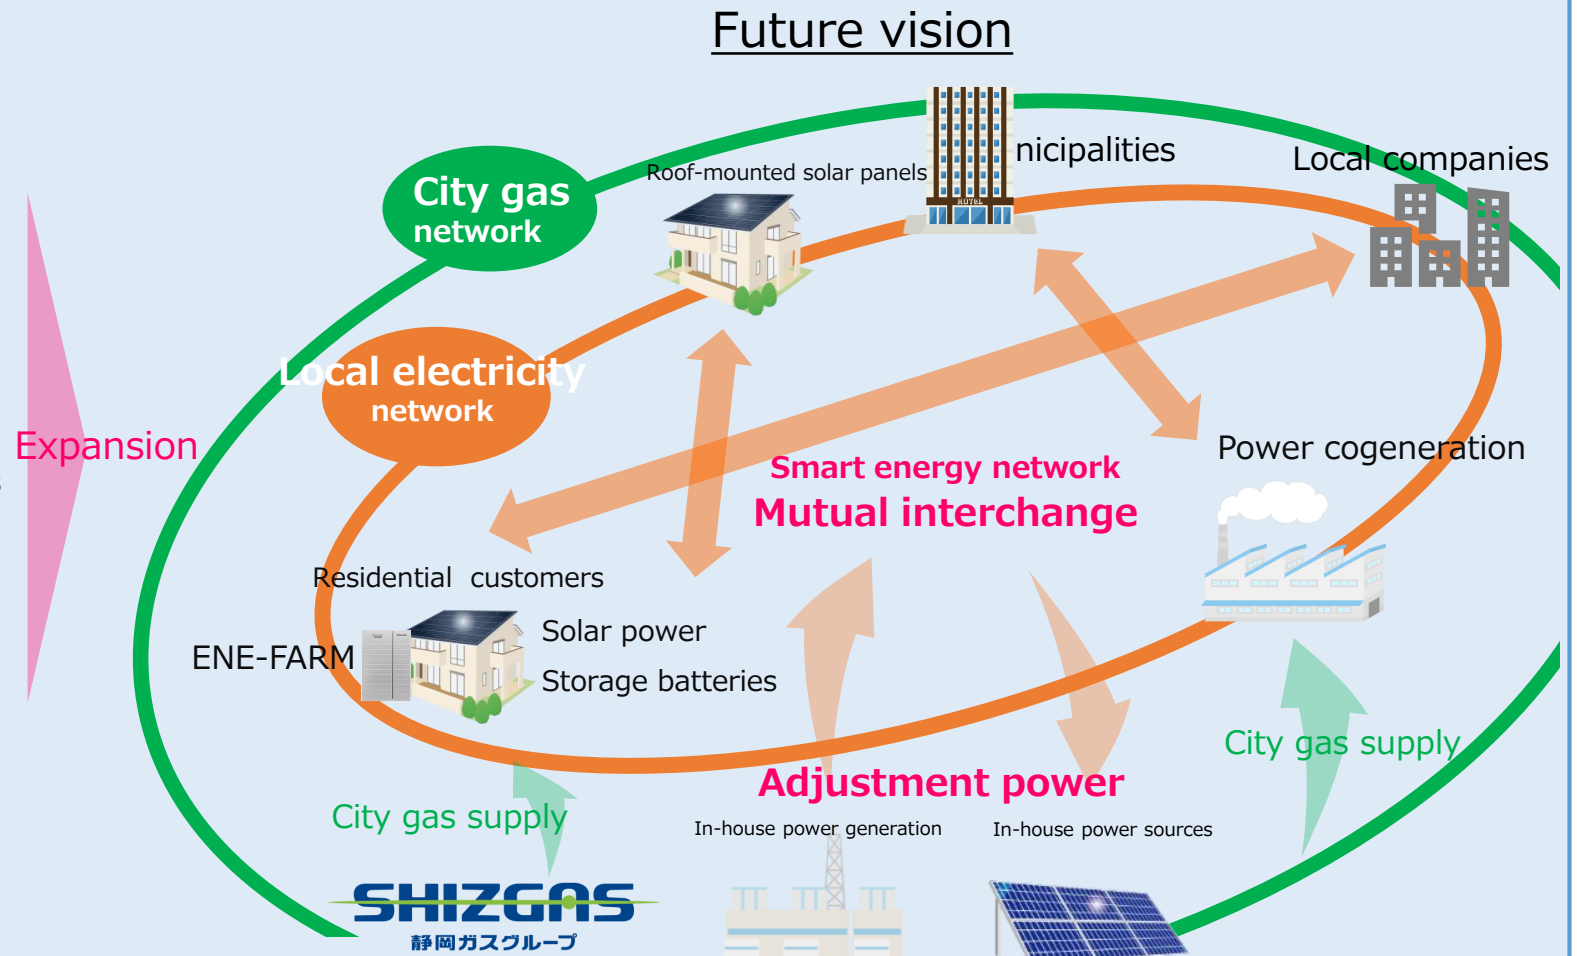 Future vision
nicipalities
Local companies
Roof-mounted solar panels
HOTEL
City gas
network
Local electricity
network
Expansion
Power cogeneration
Smart energy network
Mutual interchange
Residential customers
Solar power
ENE-FARM
Storage batteries
City gas supply
Adjustment power
City gas supply
In-house power generation
In-house power sources
SHIZGAS
静岡ガスグループ